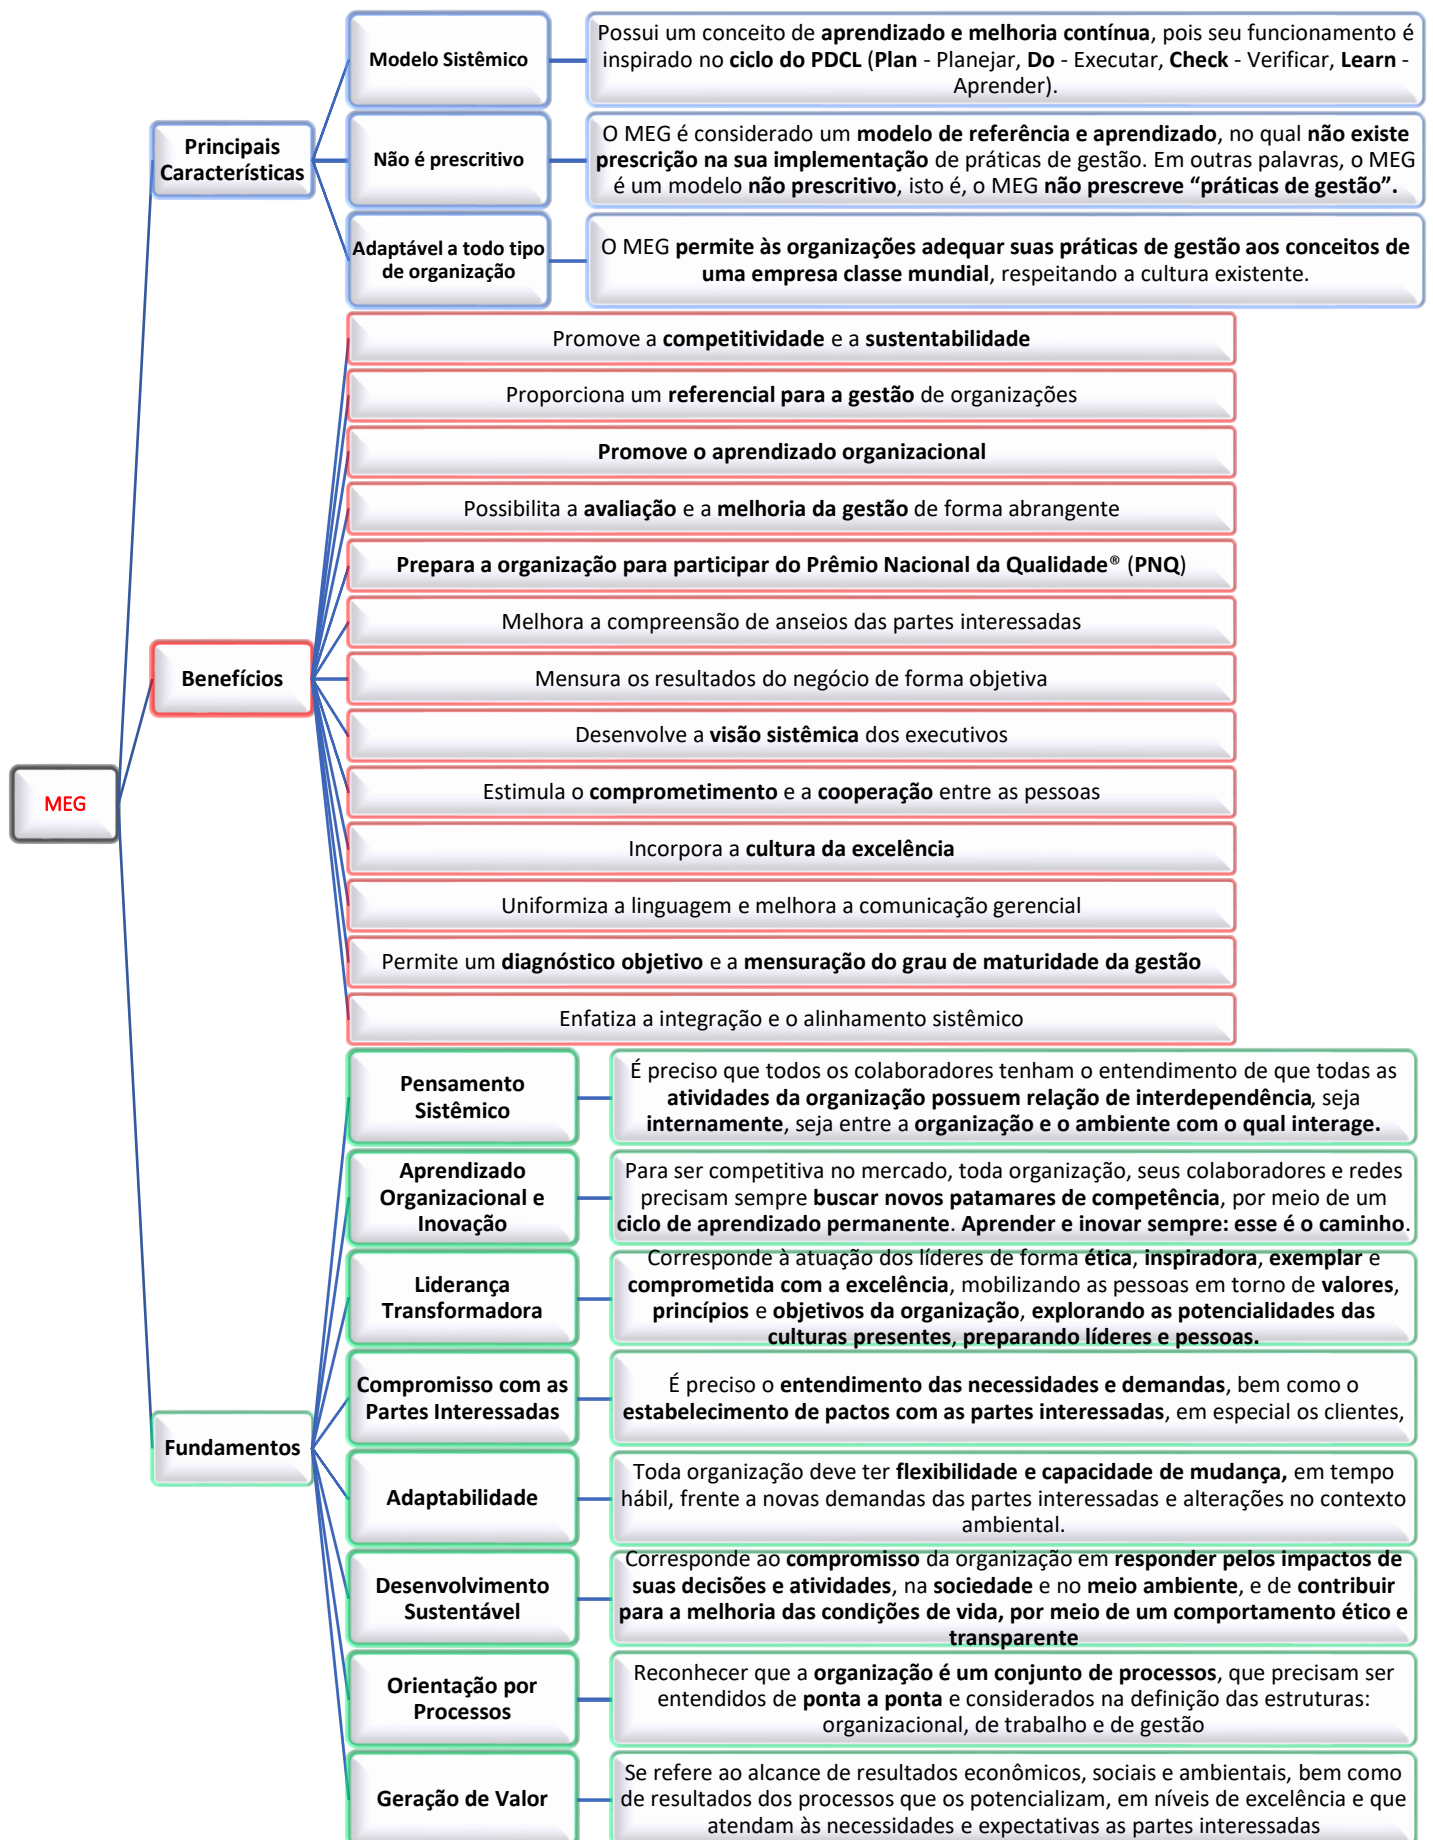 MEG
Principais
Características
Modelo Sistêmico
Possui um conceito de aprendizado e melhoria contínua, pois seu funcionamento é
inspirado no ciclo do PDCL (Plan - Planejar, Do - Executar, Check - Verificar, Learn -
Aprender).
Não é prescritivo
O MEG é considerado um modelo de referência e aprendizado, no qual não existe
prescrição na sua implementação de práticas de gestão. Em outras palavras, o MEG
é um modelo não prescritivo, isto é, o MEG não prescreve “práticas de gestão”.
Adaptável a todo tipo
de organização
O MEG permite às organizações adequar suas práticas de gestão aos conceitos de
uma empresa classe mundial, respeitando a cultura existente.
Benefícios
Promove a competitividade e a sustentabilidade
Proporciona um referencial para a gestão de organizações
Promove o aprendizado organizacional
Possibilita a avaliação e a melhoria da gestão de forma abrangente
Prepara a organização para participar do Prêmio Nacional da Qualidade® (PNQ)
Melhora a compreensão de anseios das partes interessadas
Mensura os resultados do negócio de forma objetiva
Desenvolve a visão sistêmica dos executivos
Estimula o comprometimento e a cooperação entre as pessoas
Incorpora a cultura da excelência
Uniformiza a linguagem e melhora a comunicação gerencial
Permite um diagnóstico objetivo e a mensuração do grau de maturidade da gestão
Enfatiza a integração e o alinhamento sistêmico
Fundamentos
Pensamento
Sistêmico
É preciso que todos os colaboradores tenham o entendimento de que todas as
atividades da organização possuem relação de interdependência, seja
internamente, seja entre a organização e o ambiente com o qual interage.
Aprendizado
Organizacional e
Inovação
Para ser competitiva no mercado, toda organização, seus colaboradores e redes
precisam sempre buscar novos patamares de competência, por meio de um
ciclo de aprendizado permanente. Aprender e inovar sempre: esse é o caminho.
Liderança
Transformadora
Corresponde à atuação dos líderes de forma ética, inspiradora, exemplar e
comprometida com a excelência, mobilizando as pessoas em torno de valores,
princípios e objetivos da organização, explorando as potencialidades das
culturas presentes, preparando líderes e pessoas.
Compromisso com as
Partes Interessadas
É preciso o entendimento das necessidades e demandas, bem como o
estabelecimento de pactos com as partes interessadas, em especial os clientes,
Adaptabilidade
Toda organização deve ter flexibilidade e capacidade de mudança, em tempo
hábil, frente a novas demandas das partes interessadas e alterações no contexto
ambiental.
Desenvolvimento
Sustentável
Corresponde ao compromisso da organização em responder pelos impactos de
suas decisões e atividades, na sociedade e no meio ambiente, e de contribuir
para a melhoria das condições de vida, por meio de um comportamento ético e
transparente
Orientação por
Processos
Reconhecer que a organização é um conjunto de processos, que precisam ser
entendidos de ponta a ponta e considerados na definição das estruturas:
organizacional, de trabalho e de gestão
Geração de Valor
Se refere ao alcance de resultados econômicos, sociais e ambientais, bem como
de resultados dos processos que os potencializam, em níveis de excelência e que
atendam às necessidades e expectativas as partes interessadas